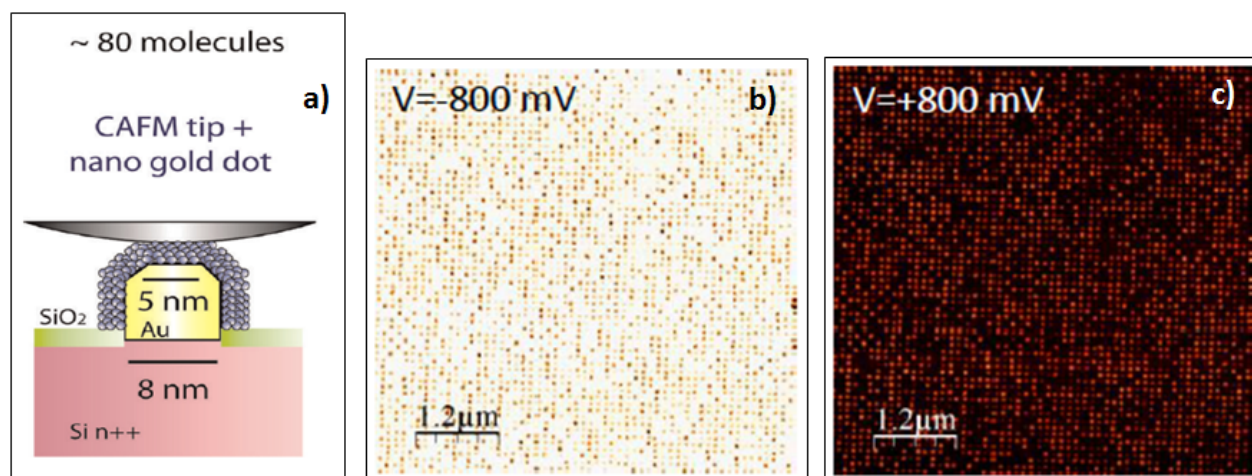 ~ 80 molecules
a)
CAFM tip +
nano gold dot
5 nm
SiO₂
Au
8 nm
Si n++
V=-800 mV
b)
1.2µm
V=+800 mV
c)
1.2µm